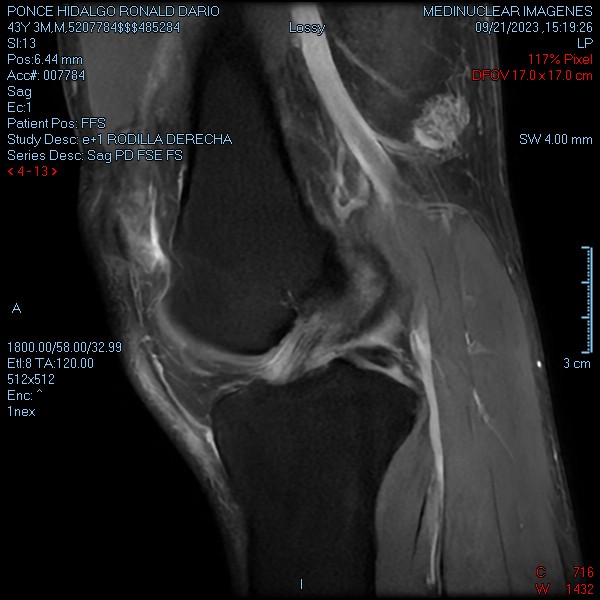 PONCE HIDALGO RONALD DARIO
43Y 3M,M,5207784$$$485284
Sl:13
Pos:6.44 mm
Acc#: 007784
Sag
Ec:1
Patient Pos: FFS
Study Desc: e+1 RODILLA DERECHA
Series Desc: Sag PD FSE FS
< 4 - 13 >
Lossy
MEDINUCLEAR IMAGENES
09/21/2023 ,15:19:26
LP
117% Pixel
DFOV 17.0 x 17.0 cm
SW 4.00 mm
A
3 cm
1800.00/58.00/32.99
Etl:8 TA:120.00
512x512
Enc: ^
1nex
I
C 716
W 1432